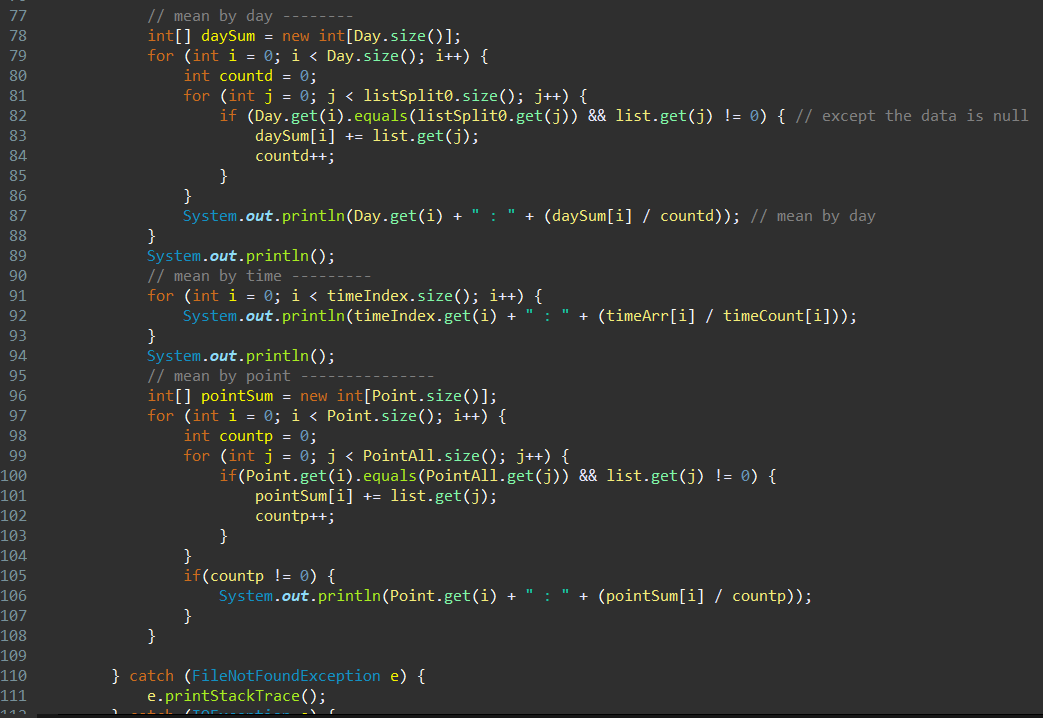 77 // mean by day --------
78 int[] daySum = new int[Day.size()];
79 for (int i = 0; i < Day.size(); i++) {
80 int countd = 0;
81 for (int j = 0; j < listSplit0.size(); j++) {
82 if (Day.get(i).equals(listSplit0.get(j)) && list.get(j) != 0) { // except the data is null
83 daySum[i] += list.get(j);
84 countd++;
85 }
86 }
87 System.out.println(Day.get(i) + " : " + (daySum[i] / countd)); // mean by day
88 }
89 System.out.println();
90 // mean by time ---------
91 for (int i = 0; i < timeIndex.size(); i++) {
92 System.out.println(timeIndex.get(i) + " : " + (timeArr[i] / timeCount[i]));
93 }
94 System.out.println();
95 // mean by point ---------------
96 int[] pointSum = new int[Point.size()];
97 for (int i = 0; i < Point.size(); i++) {
98 int countp = 0;
99 for (int j = 0; j < PointAll.size(); j++) {
100 if(Point.get(i).equals(PointAll.get(j)) && list.get(j) != 0) {
101 pointSum[i] += list.get(j);
102 countp++;
103 }
104 }
105 if(countp != 0) {
106 System.out.println(Point.get(i) + " : " + (pointSum[i] / countp));
107 }
108 }
109
110 } catch (FileNotFoundException e) {
111 e.printStackTrace();